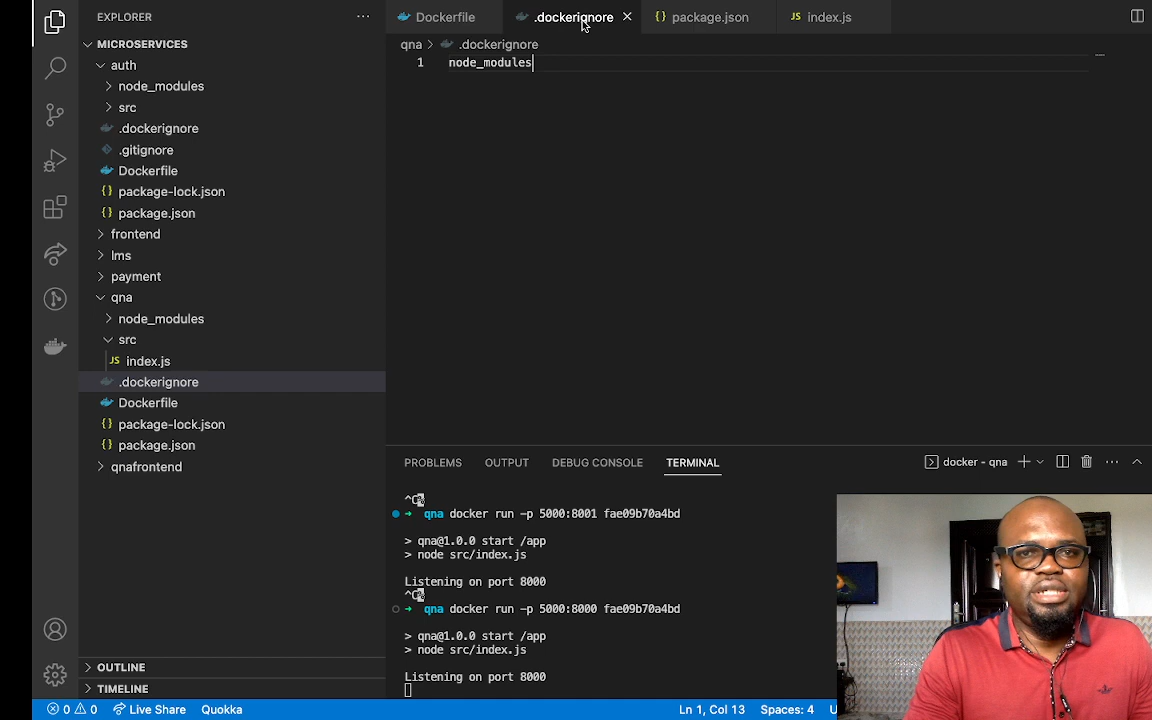 EXPLORER
MICROSERVICES
auth
node_modules
src
.dockerignore
.gitignore
Dockerfile
package-lock.json
package.json
frontend
lms
payment
qna
node_modules
src
JS index.js
.dockerignore
Dockerfile
package-lock.json
package.json
qnafrontend
OUTLINE
TIMELINE
Dockerfile .dockerignore {} package.json JS index.js
qna > .dockerignore
1 node_modules
PROBLEMS OUTPUT DEBUG CONSOLE TERMINAL docker - qna
qna docker run -p 5000:8001 fae09b70a4bd
> qna@1.0.0 start /app
> node src/index.js
Listening on port 8000
qna docker run -p 5000:8000 fae09b70a4bd
> qna@1.0.0 start /app
> node src/index.js
Listening on port 8000
0 0 Live Share Quokka Ln 1, Col 13 Spaces: 4